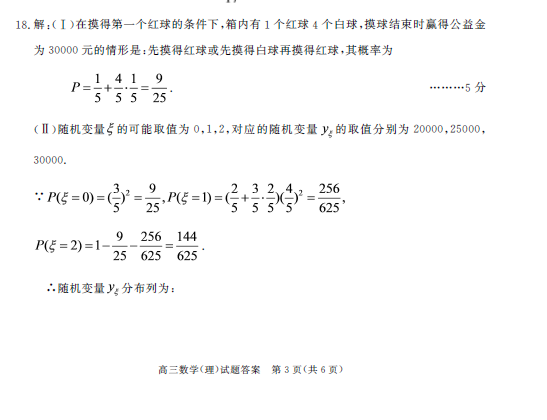 18.解:(Ⅰ)在摸得第一个红球的条件下,箱内有1个红球4个白球,摸球结束时赢得公益金
为30000元的情形是:先摸得红球或先摸得白球再摸得红球,其概率为
P=1/5+4/5·1/5=9/25. ………5分
(Ⅱ)随机变量ξ的可能取值为0,1,2,对应的随机变量y_ξ的取值分别为20000,25000,
30000.
∵P(ξ=0)=(3/5)²=9/25,P(ξ=1)=(2/5+3/5·2/5)(4/5)²=256/625,
P(ξ=2)=1-9/25-256/625=144/625.
∴随机变量y_ξ分布列为:
高三数学(理)试题答案 第3页(共6页)